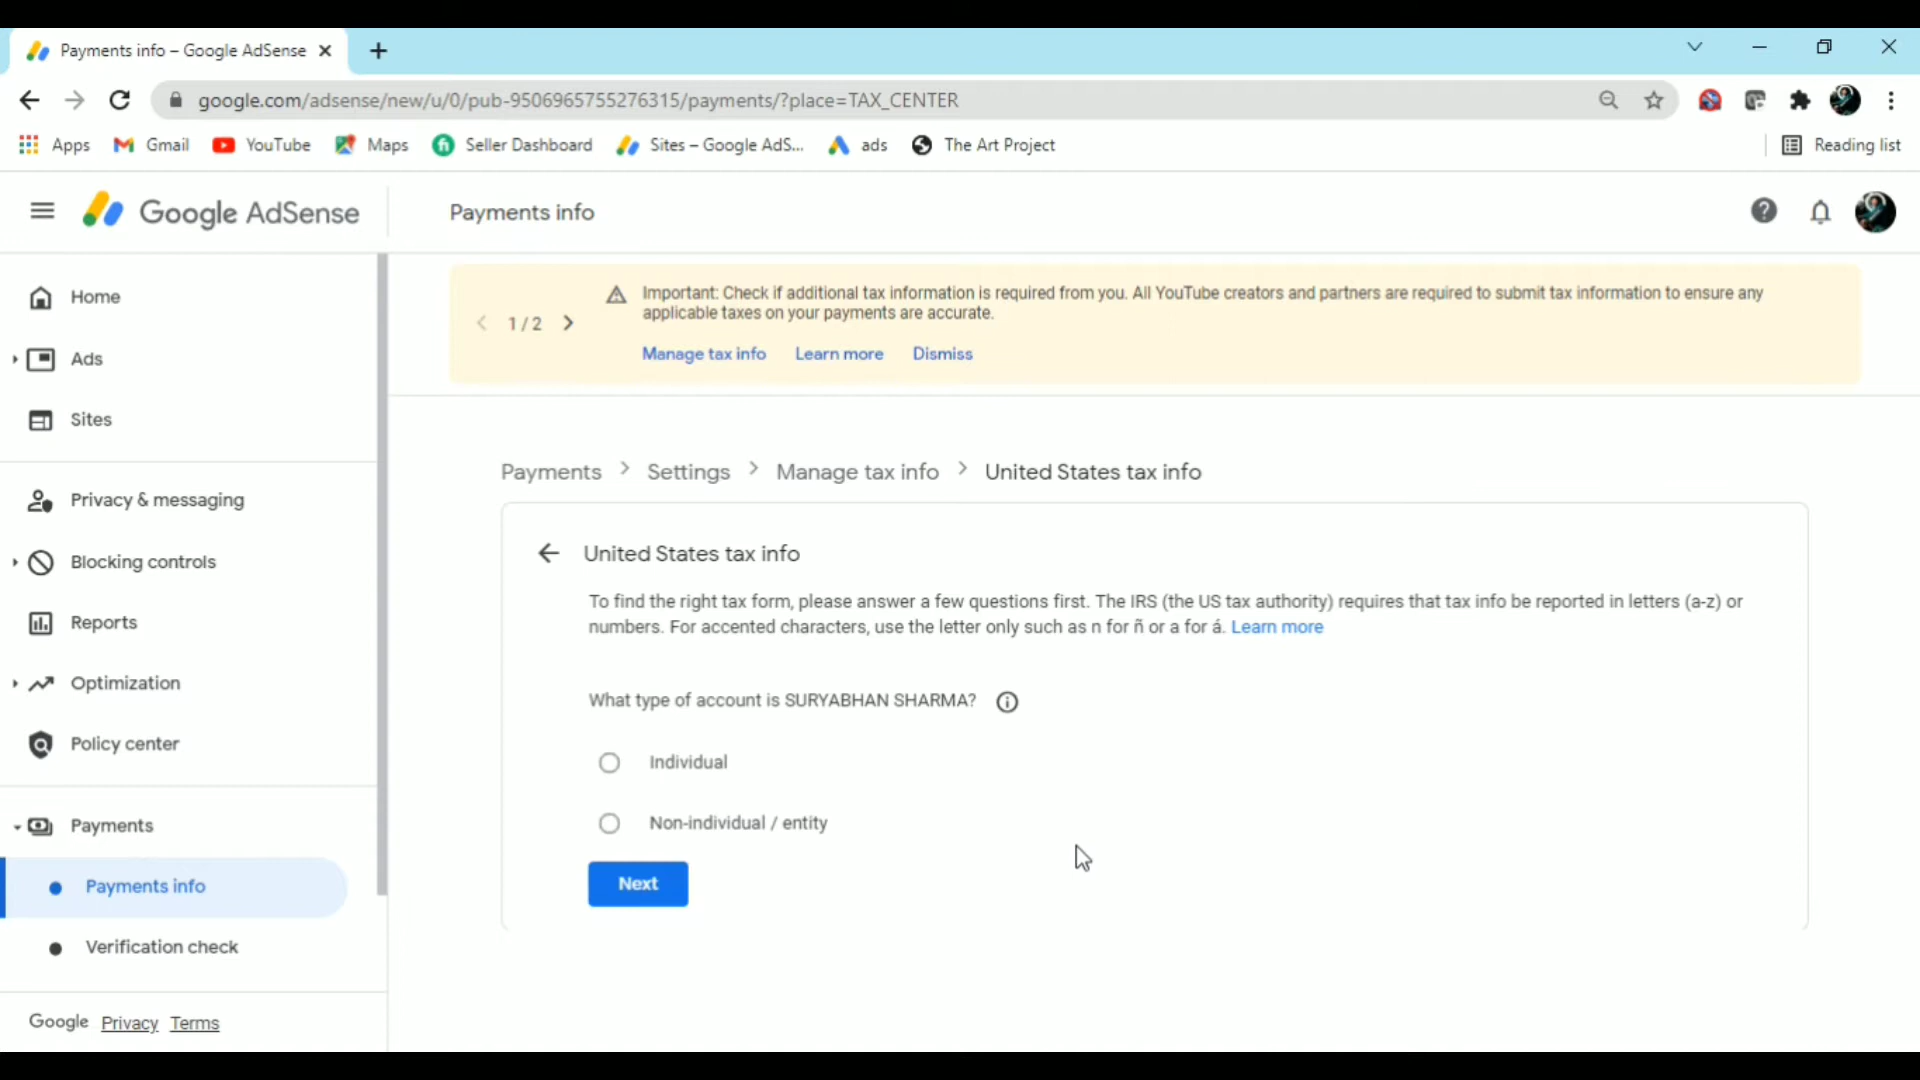 Payments info – Google AdSense
google.com/adsense/new/u/0/pub-9506965755276315/payments/?place=TAX_CENTER
Apps Gmail YouTube Maps Seller Dashboard Sites – Google AdS... ads The Art Project Reading list
Google AdSense
Payments info
Home
Ads
Sites
Privacy & messaging
Blocking controls
Reports
Optimization
Policy center
Payments
Payments info
Verification check
Google Privacy Terms
1 / 2
Important: Check if additional tax information is required from you. All YouTube creators and partners are required to submit tax information to ensure any
applicable taxes on your payments are accurate.
Manage tax info Learn more Dismiss
Payments > Settings > Manage tax info > United States tax info
United States tax info
To find the right tax form, please answer a few questions first. The IRS (the US tax authority) requires that tax info be reported in letters (a-z) or
numbers. For accented characters, use the letter only such as n for ñ or a for á. Learn more
What type of account is SURYABHAN SHARMA?
Individual
Non-individual / entity
Next